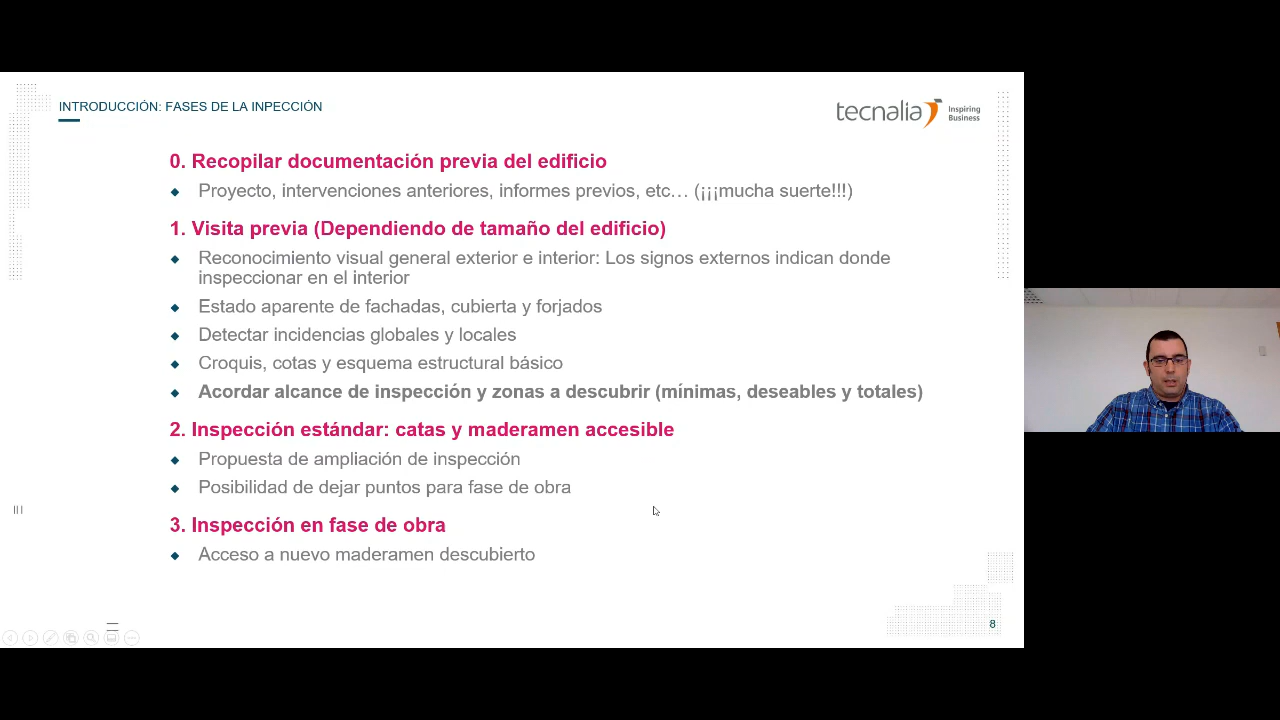 INTRODUCCIÓN: FASES DE LA INPECCIÓN
tecnalia Inspiring
Business
0. Recopilar documentación previa del edificio
Proyecto, intervenciones anteriores, informes previos, etc… (¡¡¡mucha suerte!!!)
1. Visita previa (Dependiendo de tamaño del edificio)
Reconocimiento visual general exterior e interior: Los signos externos indican donde
inspeccionar en el interior
Estado aparente de fachadas, cubierta y forjados
Detectar incidencias globales y locales
Croquis, cotas y esquema estructural básico
Acordar alcance de inspección y zonas a descubrir (mínimas, deseables y totales)
2. Inspección estándar: catas y maderamen accesible
Propuesta de ampliación de inspección
Posibilidad de dejar puntos para fase de obra
3. Inspección en fase de obra
Acceso a nuevo maderamen descubierto
8